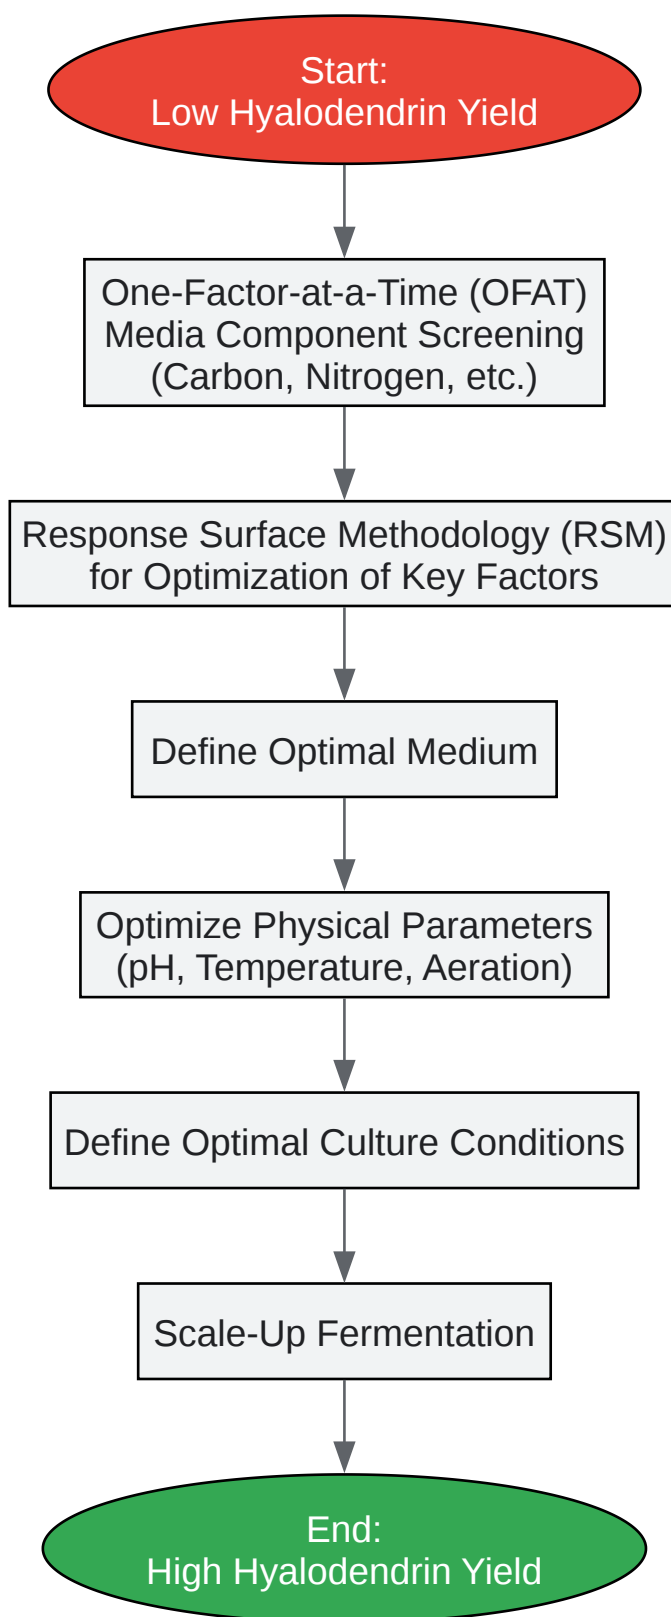 Start:
Low Hyalodendrin Yield
One-Factor-at-a-Time (OFAT)
Media Component Screening
(Carbon, Nitrogen, etc.)
Response Surface Methodology (RSM)
for Optimization of Key Factors
Define Optimal Medium
Optimize Physical Parameters
(pH, Temperature, Aeration)
Define Optimal Culture Conditions
Scale-Up Fermentation
End:
High Hyalodendrin Yield